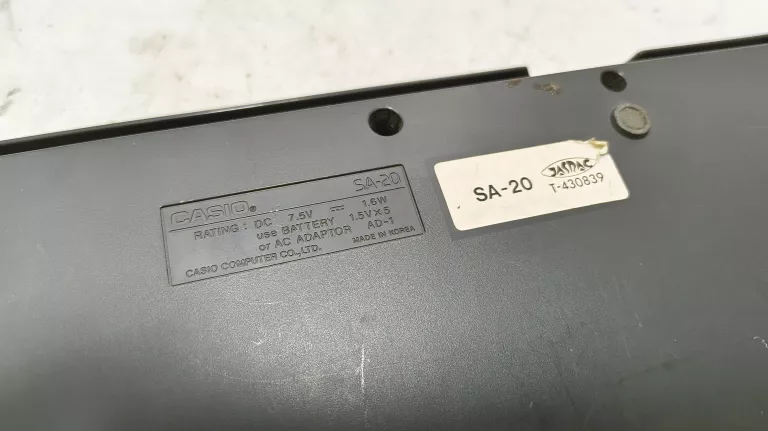 CASIO® SA-20
RATING : DC 7.5V ⎓ 1.6W
use BATTERY 1.5V×5
or AC ADAPTOR AD-1
CASIO COMPUTER CO., LTD. MADE IN KOREA
JASRAC
SA-20 T-430839